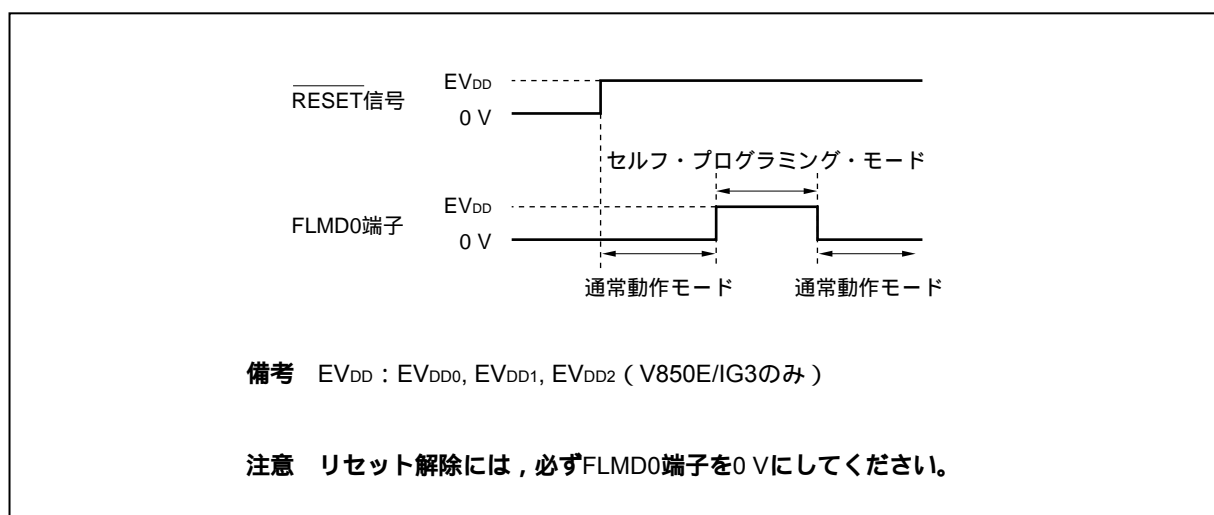 RESET信号
EVDD
0 V
セルフ・プログラミング・モード
FLMD0端子
EVDD
0 V
通常動作モード 通常動作モード
備考 EVDD : EVDD0, EVDD1, EVDD2 ( V850E/IG3のみ )
注意 リセット解除には , 必ずFLMD0端子を0 Vにしてください。